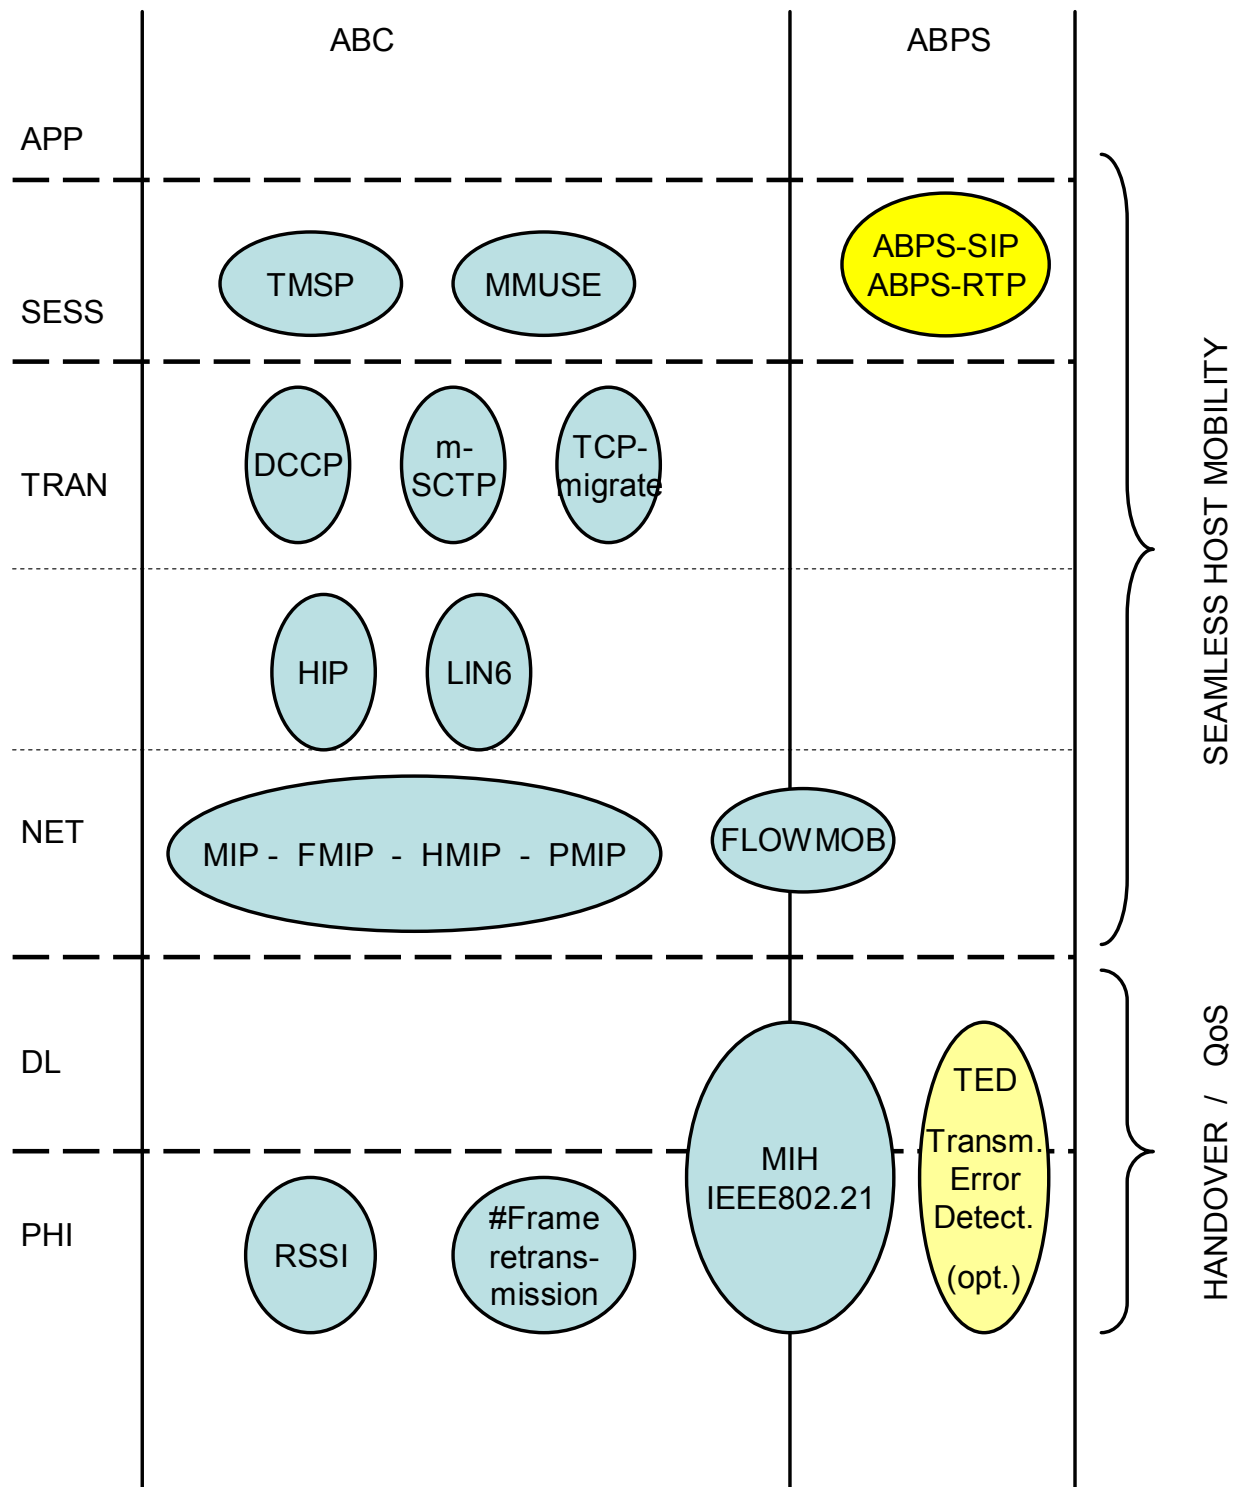 ABC
ABPS
APP
SESS
TMSP
MMUSE
ABPS-SIP
ABPS-RTP
TRAN
DCCP
m-
SCTP
TCP-
migrate
HIP
LIN6
NET
MIP - FMIP - HMIP - PMIP
FLOWMOB
SEAMLESS HOST MOBILITY
DL
PHI
RSSI
#Frame
retrans-
mission
MIH
IEEE802.21
TED
Transm.
Error
Detect.
(opt.)
HANDOVER / QoS